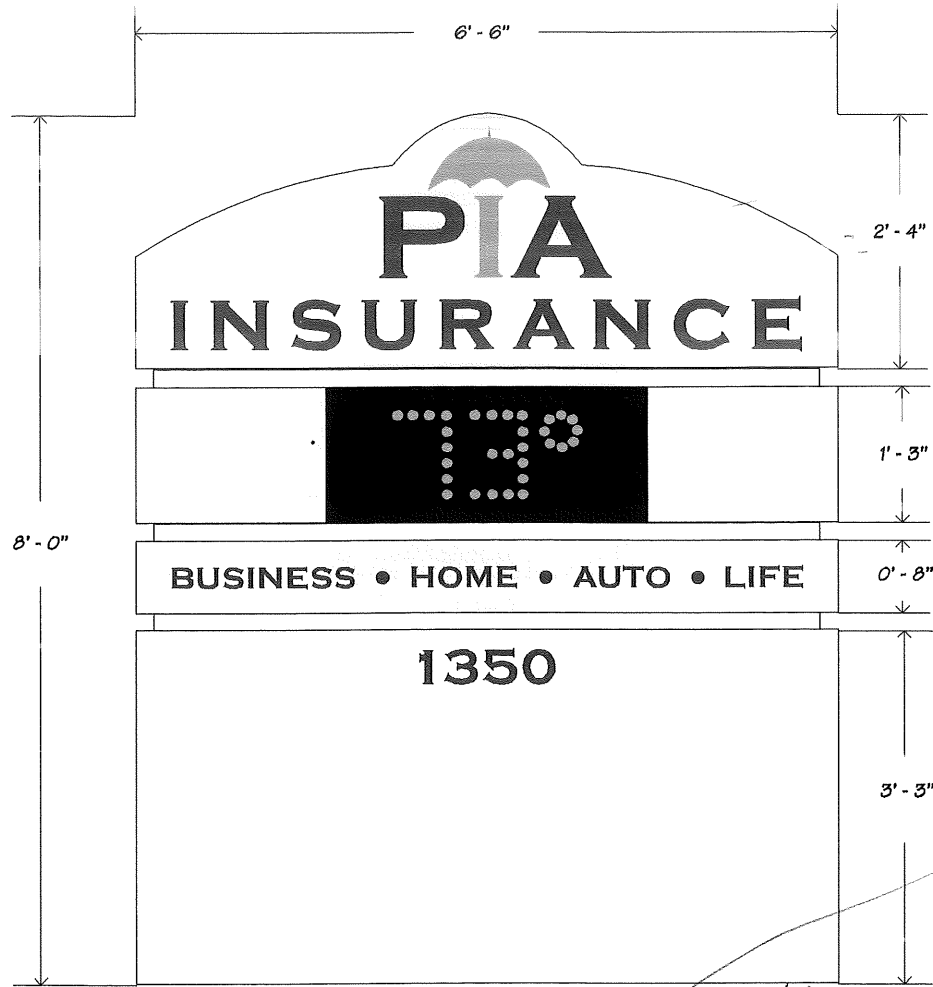 6' - 6"
PIA
2' - 4"
INSURANCE
73°
1' - 3"
8' - 0"
BUSINESS • HOME • AUTO • LIFE
0' - 8"
1350
3' - 3"